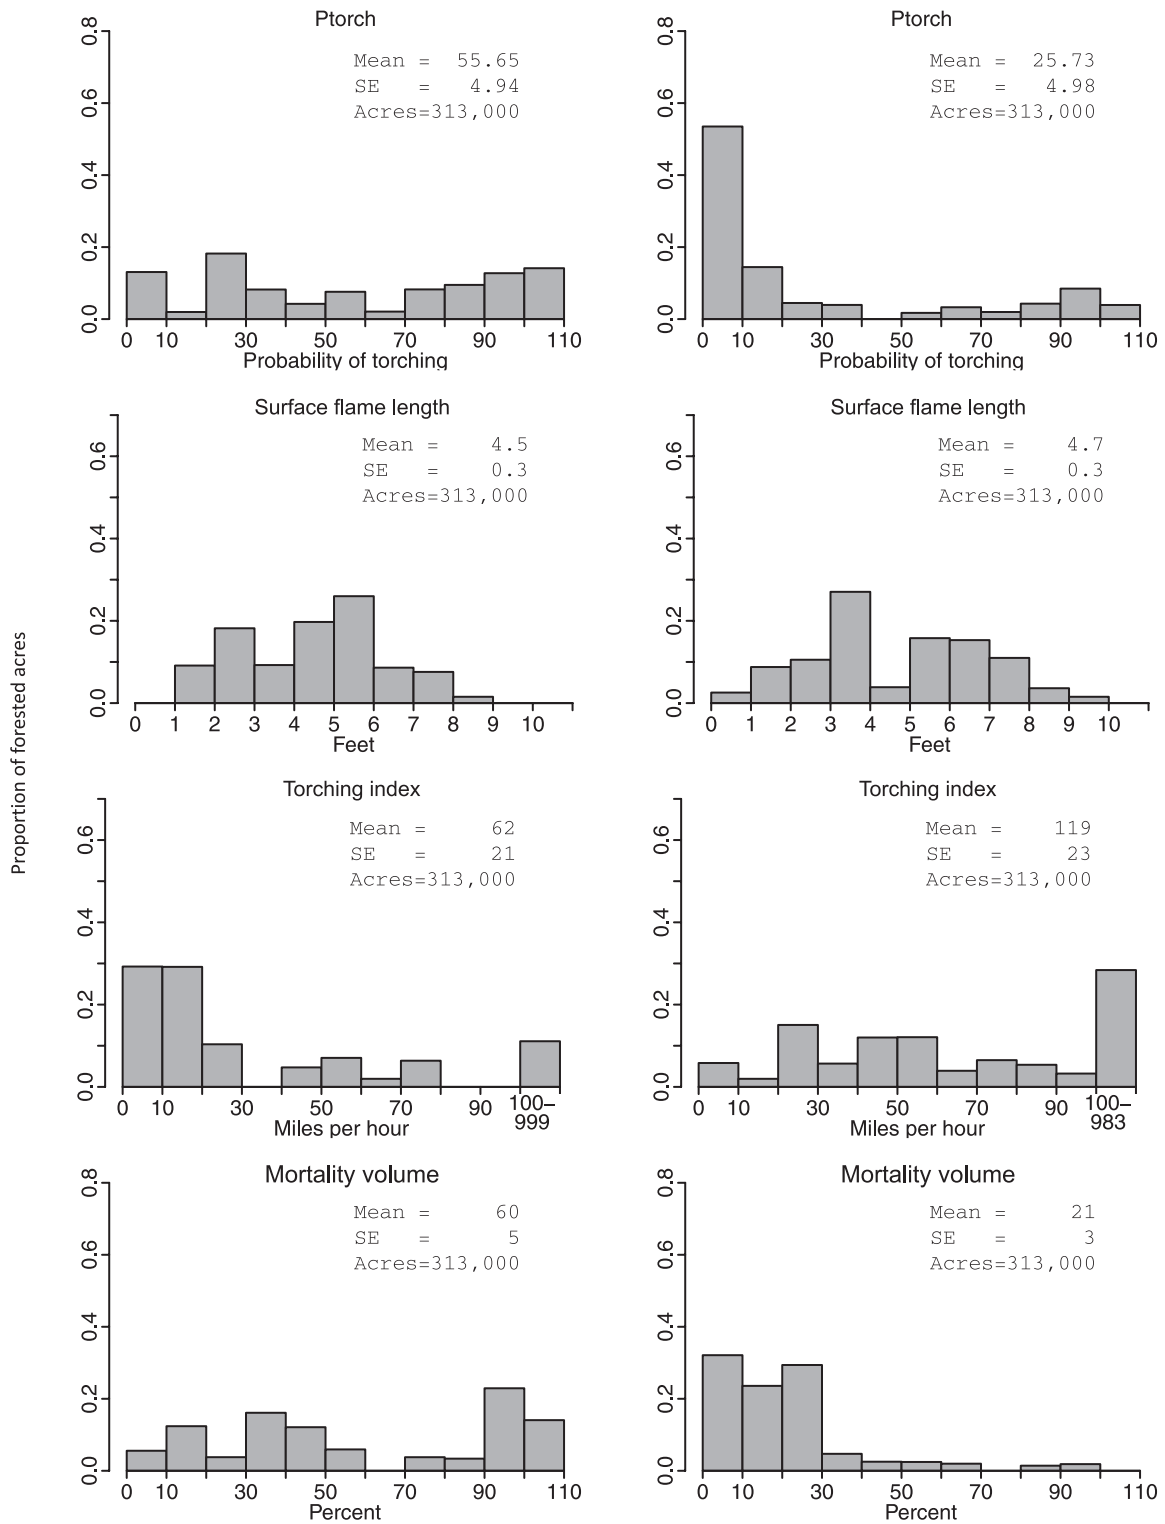 Proportion of forested acres
Ptorch
Mean = 55.65
SE = 4.94
Acres=313,000
0.0 0.2 0.4 0.6 0.8
0 10 30 50 70 90 110
Probability of torching
Ptorch
Mean = 25.73
SE = 4.98
Acres=313,000
0.0 0.2 0.4 0.6 0.8
0 10 30 50 70 90 110
Probability of torching
Surface flame length
Mean = 4.5
SE = 0.3
Acres=313,000
0.0 0.2 0.4 0.6
0 1 2 3 4 5 6 7 8 9 10
Feet
Surface flame length
Mean = 4.7
SE = 0.3
Acres=313,000
0.0 0.2 0.4 0.6
0 1 2 3 4 5 6 7 8 9 10
Feet
Torching index
Mean = 62
SE = 21
Acres=313,000
0.0 0.2 0.4 0.6
0 10 30 50 70 90 100–
999
Miles per hour
Torching index
Mean = 119
SE = 23
Acres=313,000
0.0 0.2 0.4 0.6
0 10 30 50 70 90 100–
983
Miles per hour
Mortality volume
Mean = 60
SE = 5
Acres=313,000
0.0 0.2 0.4 0.6 0.8
0 10 30 50 70 90 110
Percent
Mortality volume
Mean = 21
SE = 3
Acres=313,000
0.0 0.2 0.4 0.6 0.8
0 10 30 50 70 90 110
Percent